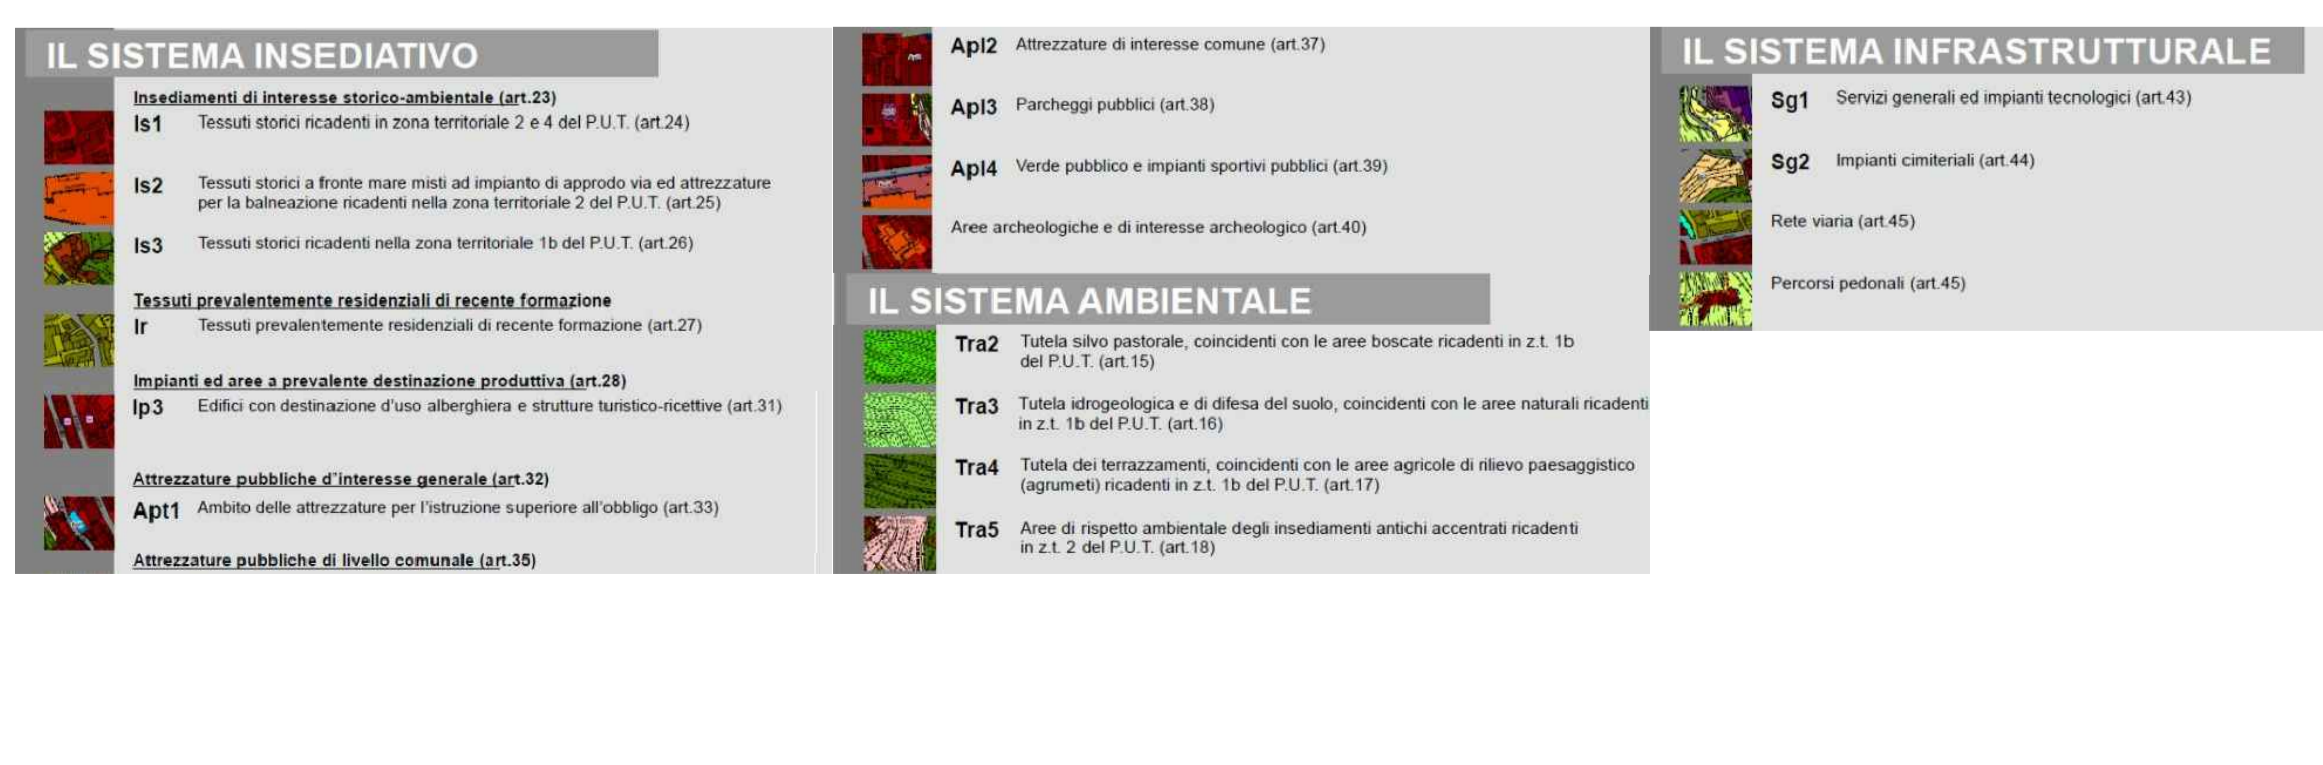 IL SISTEMA INSEDIATIVO
Insediamenti di interesse storico-ambientale (art.23)
Is1 Tessuti storici ricadenti in zona territoriale 2 e 4 del P.U.T. (art.24)
Is2 Tessuti storici a fronte mare misti ad impianto di approdo via ed attrezzature
per la balneazione ricadenti nella zona territoriale 2 del P.U.T. (art.25)
Is3 Tessuti storici ricadenti nella zona territoriale 1b del P.U.T. (art.26)
Tessuti prevalentemente residenziali di recente formazione
Ir Tessuti prevalentemente residenziali di recente formazione (art.27)
Impianti ed aree a prevalente destinazione produttiva (art.28)
Ip3 Edifici con destinazione d'uso alberghiera e strutture turistico-ricettive (art.31)
Attrezzature pubbliche d"interesse generale (art.32)
Apt1 Ambito delle attrezzature per l'istruzione superiore all'obbligo (art.33)
Attrezzature pubbliche di livello comunale (art.35)
Apl2 Attrezzature di interesse comune (art.37)
Apl3 Parcheggi pubblici (art.38)
Apl4 Verde pubblico e impianti sportivi pubblici (art.39)
Aree archeologiche e di interesse archeologico (art.40)
IL SISTEMA AMBIENTALE
Tra2 Tutela silvo pastorale, coincidenti con le aree boscate ricadenti in z.t. 1b
del P.U.T. (art.15)
Tra3 Tutela idrogeologica e di difesa del suolo, coincidenti con le aree naturali ricadenti
in z.t. 1b del P.U.T. (art.16)
Tra4 Tutela dei terrazzamenti, coincidenti con le aree agricole di rilievo paesaggistico
(agrumeti) ricadenti in z.t. 1b del P.U.T. (art.17)
Tra5 Aree di rispetto ambientale degli insediamenti antichi accentrati ricadenti
in z.t. 2 del P.U.T. (art.18)
IL SISTEMA INFRASTRUTTURALE
Sg1 Servizi generali ed impianti tecnologici (art.43)
Sg2 Impianti cimiteriali (art.44)
Rete viaria (art.45)
Percorsi pedonali (art.45)